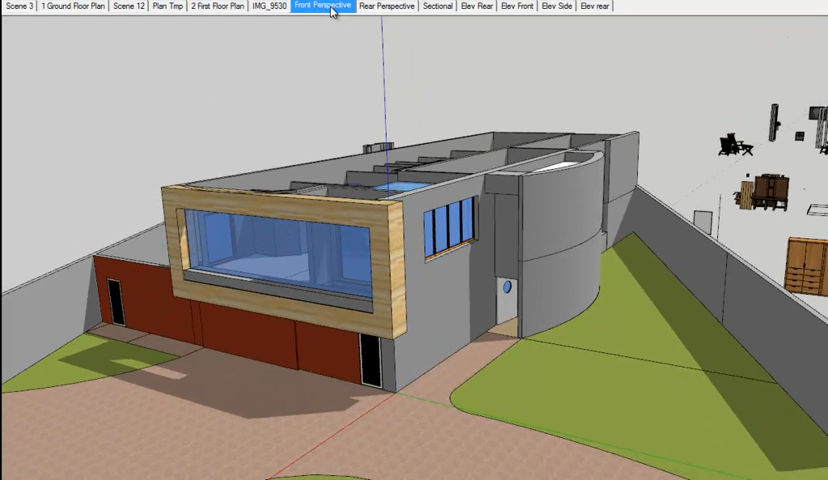 Scene 3 | 1 Ground Floor Plan | Scene 12 | Plan Tmp | 2 First Floor Plan | IMG_9530 | Front Perspective | Rear Perspective | Sectional | Elev Rear | Elev Front | Elev Side | Elev rear